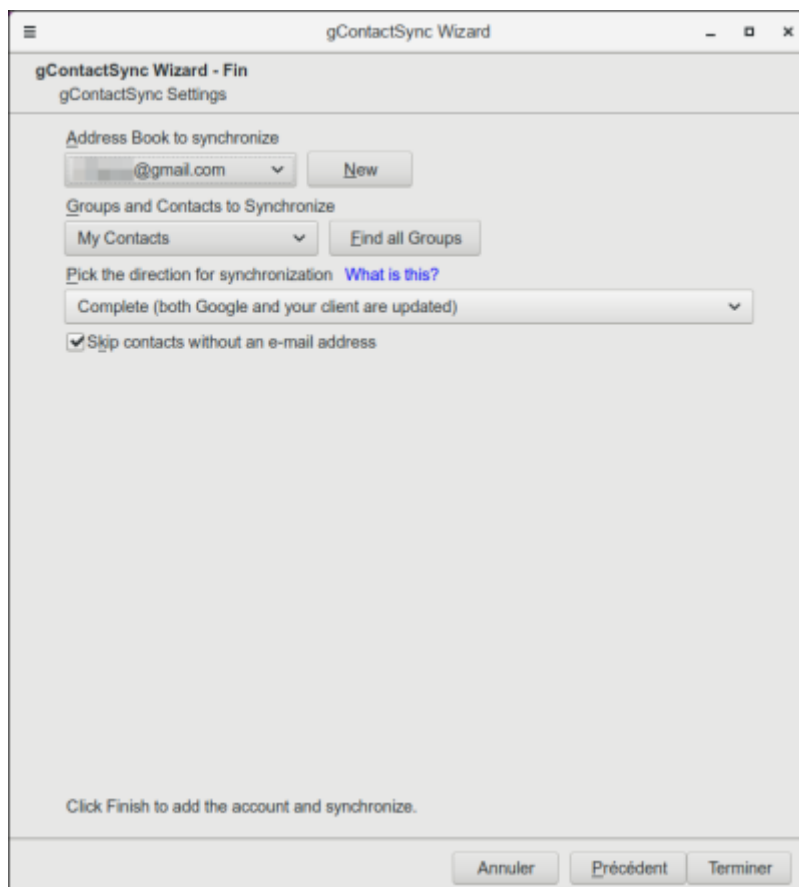 gContactSync Wizard
gContactSync Wizard - Fin
gContactSync Settings
Address Book to synchronize
@gmail.com New
Groups and Contacts to Synchronize
My Contacts Find all Groups
Pick the direction for synchronization What is this?
Complete (both Google and your client are updated)
Skip contacts without an e-mail address
Click Finish to add the account and synchronize.
Annuler Précédent Terminer